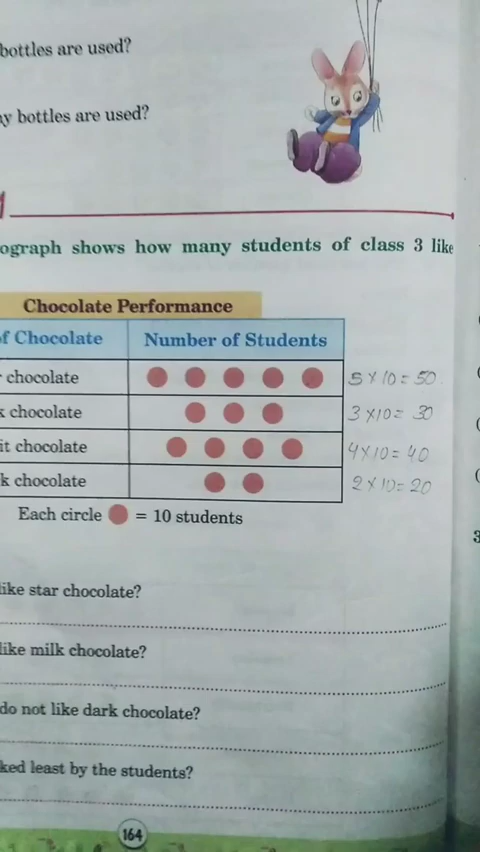 bottles are used?
y bottles are used?
ograph shows how many students of class 3 like
Chocolate Performance
f Chocolate Number of Students
chocolate 5 × 10 = 50
chocolate 3 × 10 = 30
it chocolate 4 × 10 = 40
k chocolate 2 × 10 = 20
Each circle = 10 students
like star chocolate?
like milk chocolate?
do not like dark chocolate?
ked least by the students?
164